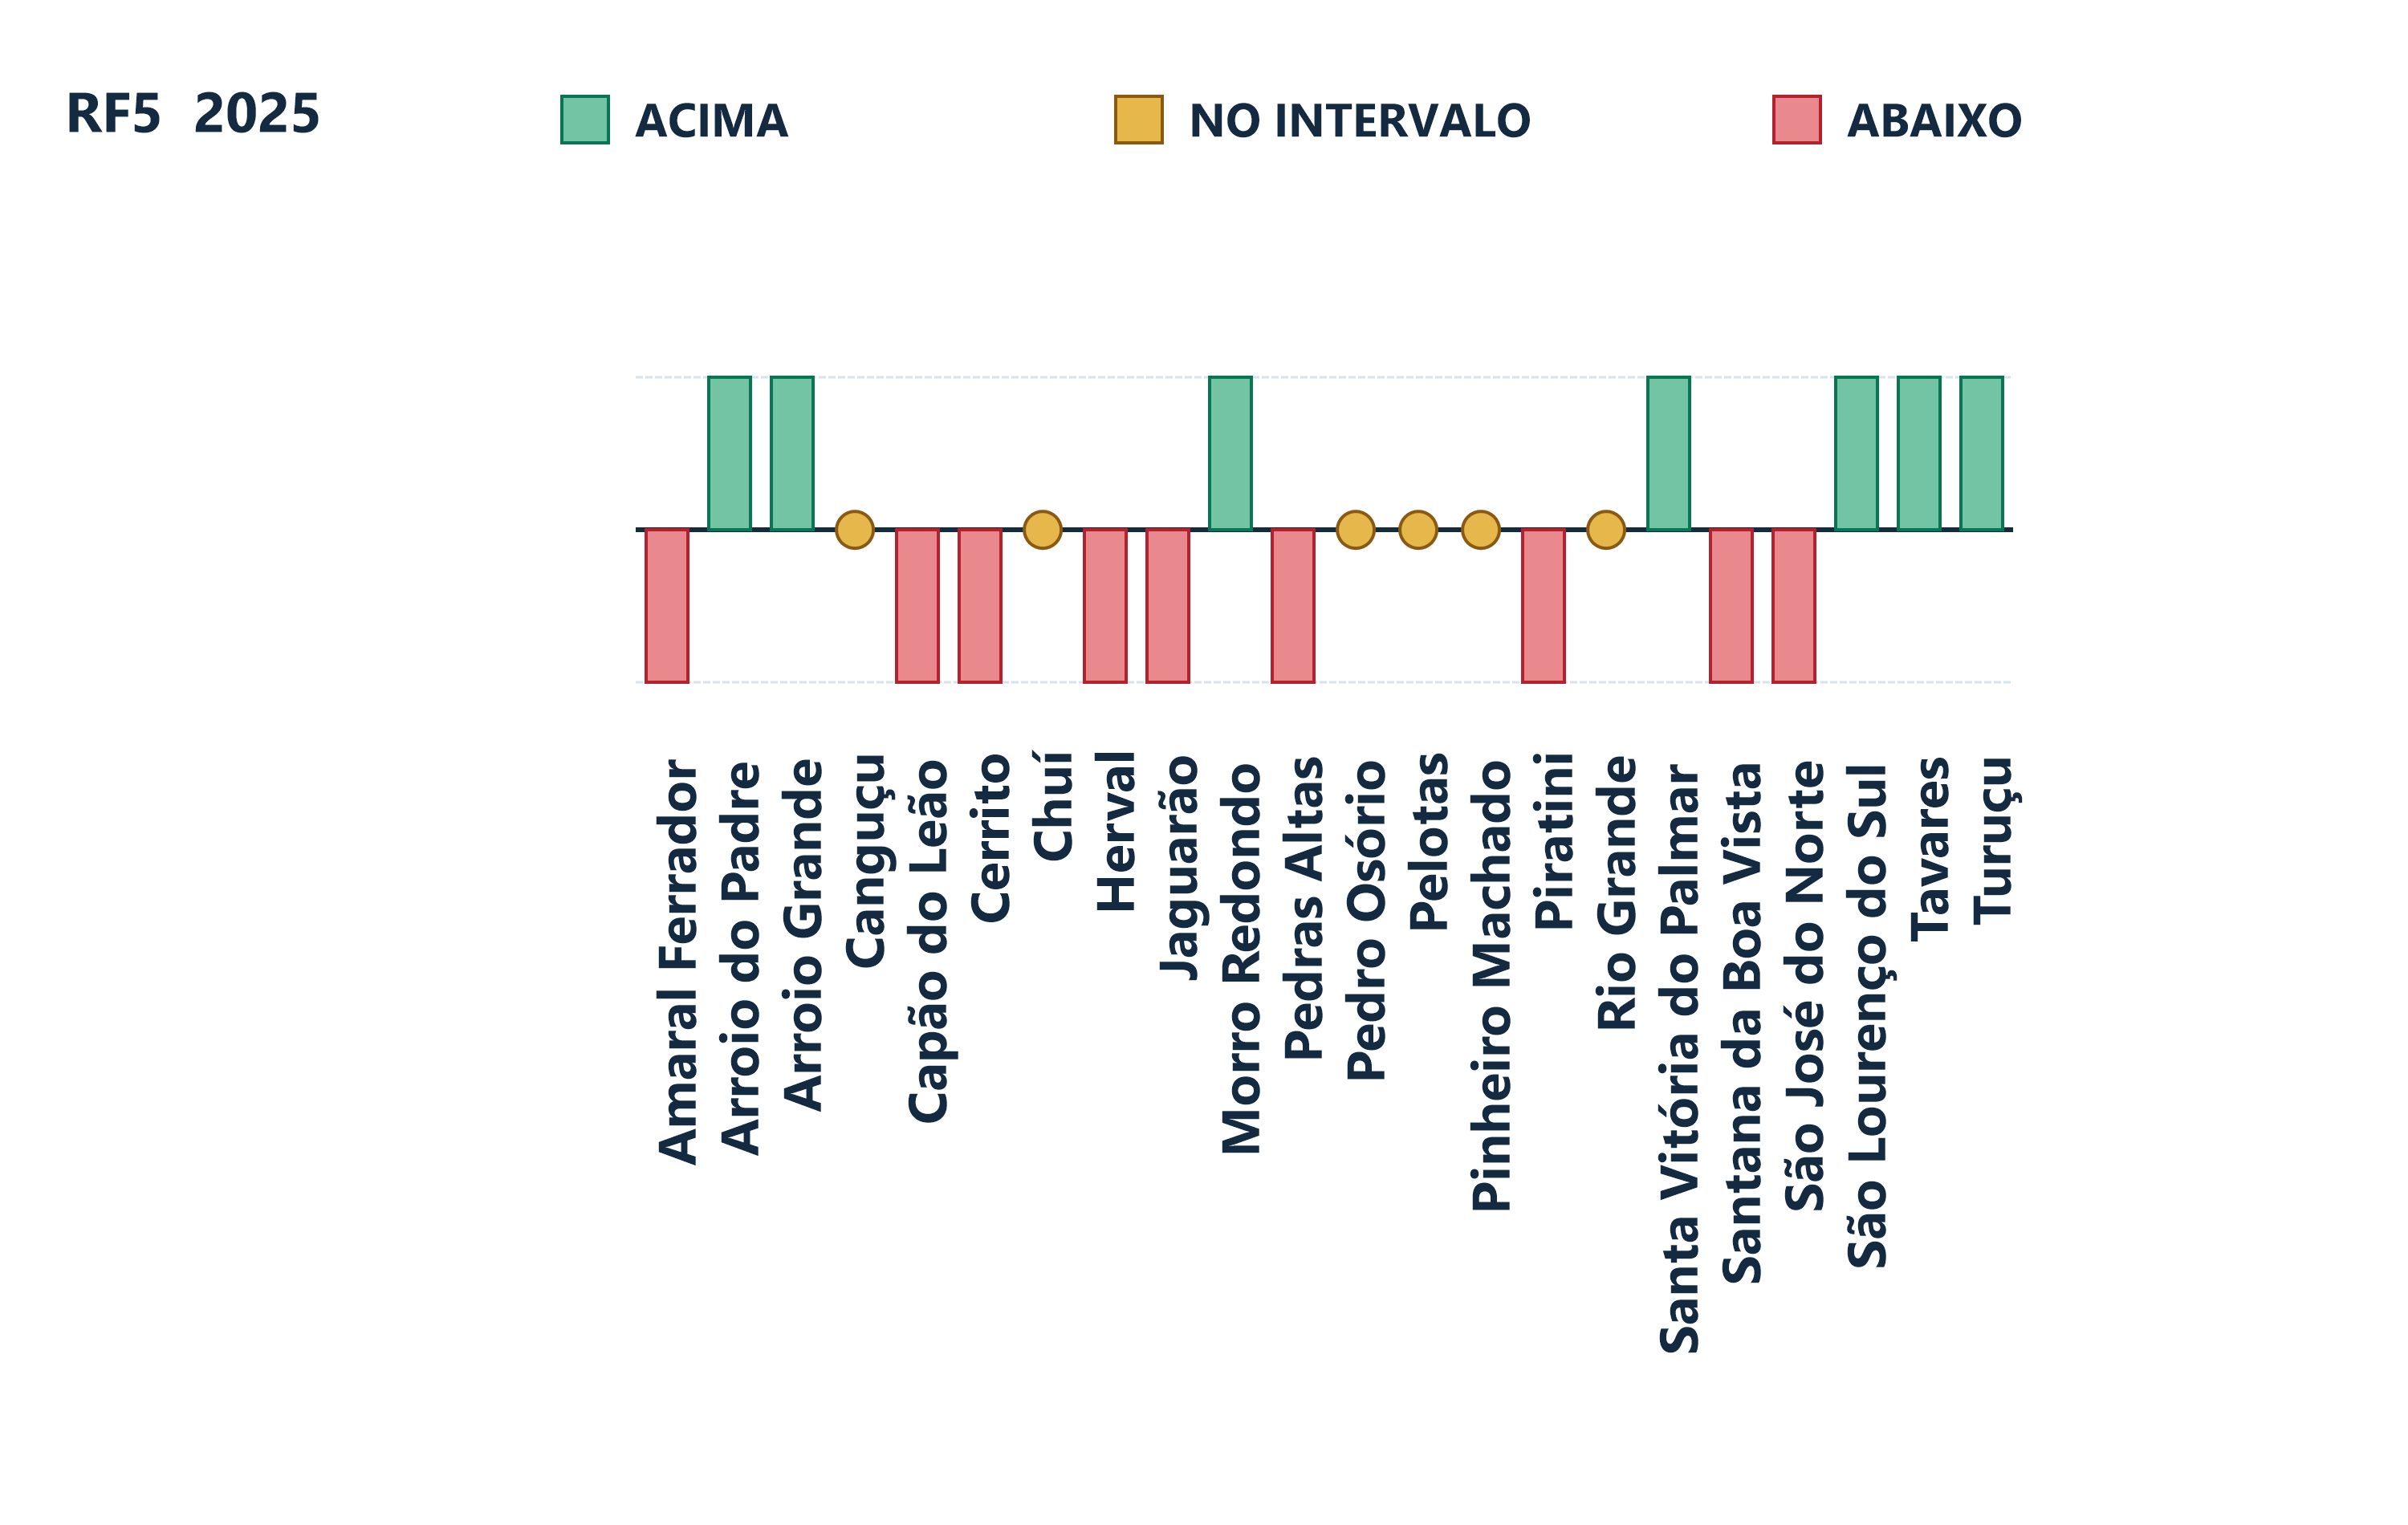 RF5 2025
ACIMA
NO INTERVALO
ABAIXO
Amaral Ferrador
Arroio do Padre
Arroio Grande
Canguçu
Capão do Leão
Cerrito
Chuí
Herval
Jaguarão
Morro Redondo
Pedras Altas
Pedro Osório
Pelotas
Pinheiro Machado
Piratini
Rio Grande
Santa Vitória do Palmar
Santana da Boa Vista
São José do Norte
São Lourenço do Sul
Tavares
Turuçu